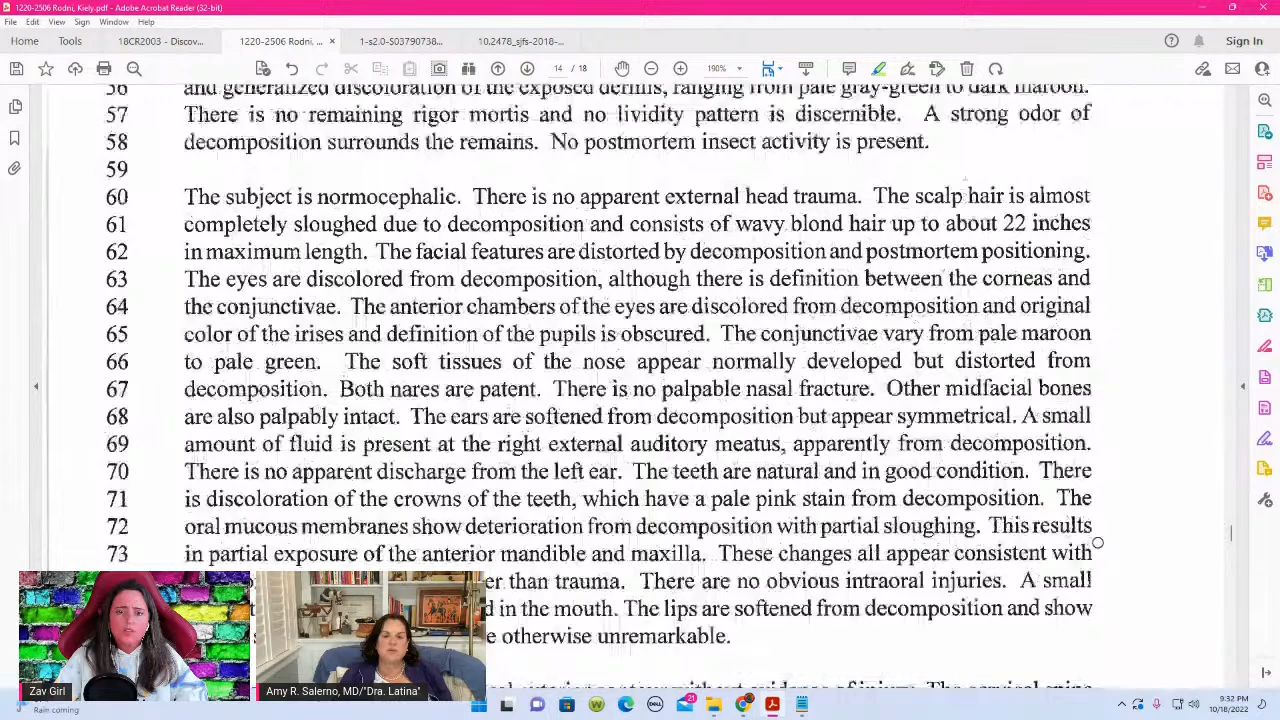 1220-2506 Rodni, Kiely.pdf - Adobe Acrobat Reader (32-bit)
File Edit View Sign Window Help
Home Tools 18CR2003 - Discov... 1220-2506 Rodni, ... × 1-s2.0-S03790738... 10.2478_sjfs-2018-... Sign In
14 / 18 190%
56 and generalized discoloration of the exposed dermis, ranging from pale gray-green to dark maroon.
57 There is no remaining rigor mortis and no lividity pattern is discernible. A strong odor of
58 decomposition surrounds the remains. No postmortem insect activity is present.
59
60 The subject is normocephalic. There is no apparent external head trauma. The scalp hair is almost
61 completely sloughed due to decomposition and consists of wavy blond hair up to about 22 inches
62 in maximum length. The facial features are distorted by decomposition and postmortem positioning.
63 The eyes are discolored from decomposition, although there is definition between the corneas and
64 the conjunctivae. The anterior chambers of the eyes are discolored from decomposition and original
65 color of the irises and definition of the pupils is obscured. The conjunctivae vary from pale maroon
66 to pale green. The soft tissues of the nose appear normally developed but distorted from
67 decomposition. Both nares are patent. There is no palpable nasal fracture. Other midfacial bones
68 are also palpably intact. The ears are softened from decomposition but appear symmetrical. A small
69 amount of fluid is present at the right external auditory meatus, apparently from decomposition.
70 There is no apparent discharge from the left ear. The teeth are natural and in good condition. There
71 is discoloration of the crowns of the teeth, which have a pale pink stain from decomposition. The
72 oral mucous membranes show deterioration from decomposition with partial sloughing. This results
73 in partial exposure of the anterior mandible and maxilla. These changes all appear consistent with
er than trauma. There are no obvious intraoral injuries. A small
d in the mouth. The lips are softened from decomposition and show
e otherwise unremarkable.
Zav Girl
Amy R. Salerno, MD/"Dra. Latina"
Rain coming
DELL
21
9:32 PM
10/18/2022